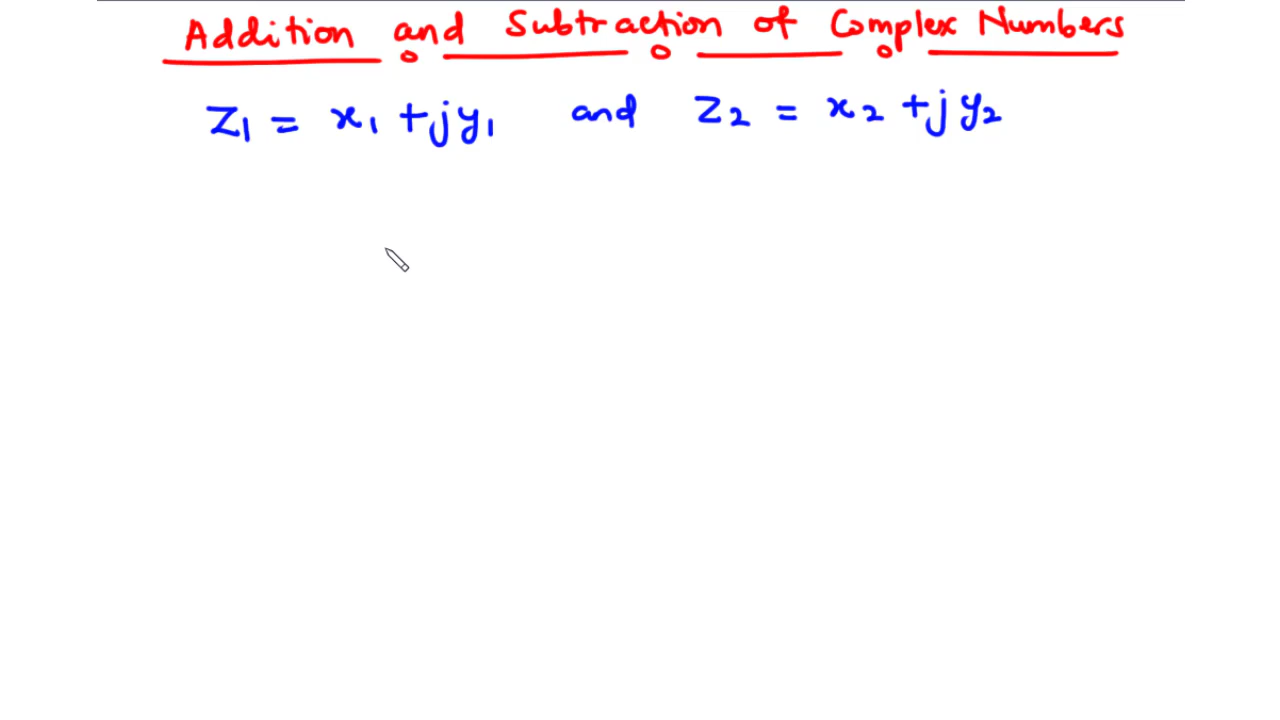 Addition and Subtraction of Complex Numbers
Z1 = x1 + jy1 and Z2 = x2 + jy2